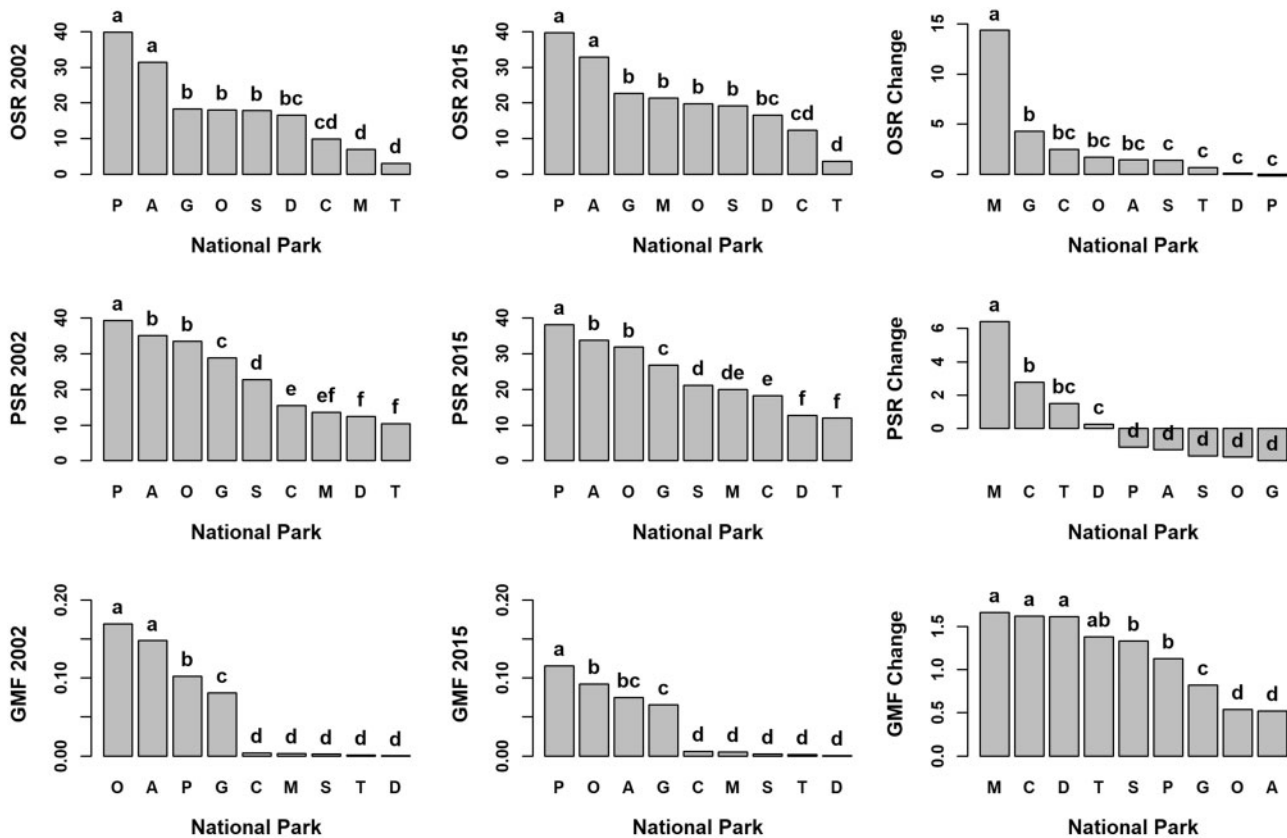 OSR 2002
40
30
20
10
0
a a b b b bc cd d d
P A G O S D C M T
National Park
OSR 2015
40
30
20
10
0
a a b b b b bc cd d
P A G M O S D C T
National Park
OSR Change
15
10
5
0
a b bc bc bc c c c c
M G C O A S T D P
National Park
PSR 2002
40
30
20
10
0
a b b c d e ef f f
P A O G S C M D T
National Park
PSR 2015
40
30
20
10
0
a b b c d de e f f
P A O G S M C D T
National Park
PSR Change
6
4
2
0
a b bc c d d d d d
M C T D P A S O G
National Park
GMF 2002
0.20
0.10
0.00
a a b c d d d d d
O A P G C M S T D
National Park
GMF 2015
0.20
0.10
0.00
a b bc c d d d d d
P O A G C M S T D
National Park
GMF Change
1.5
1.0
0.5
0.0
a a a ab b b c d d
M C D T S P G O A
National Park